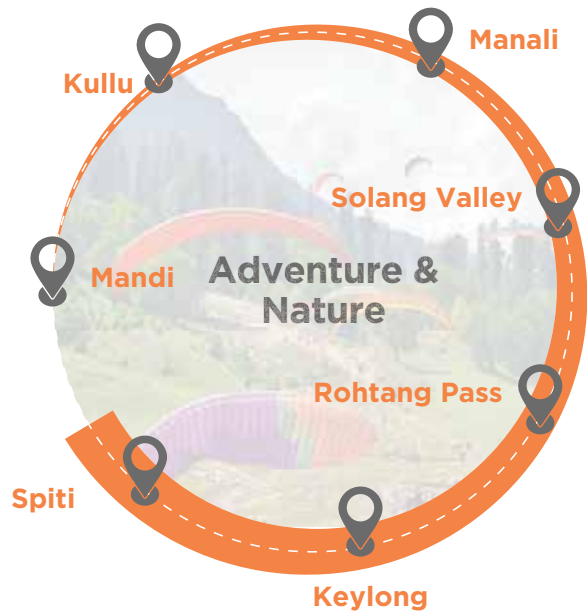 Manali
Kullu
Solang Valley
Mandi
Adventure &
Nature
Rohtang Pass
Spiti
Keylong